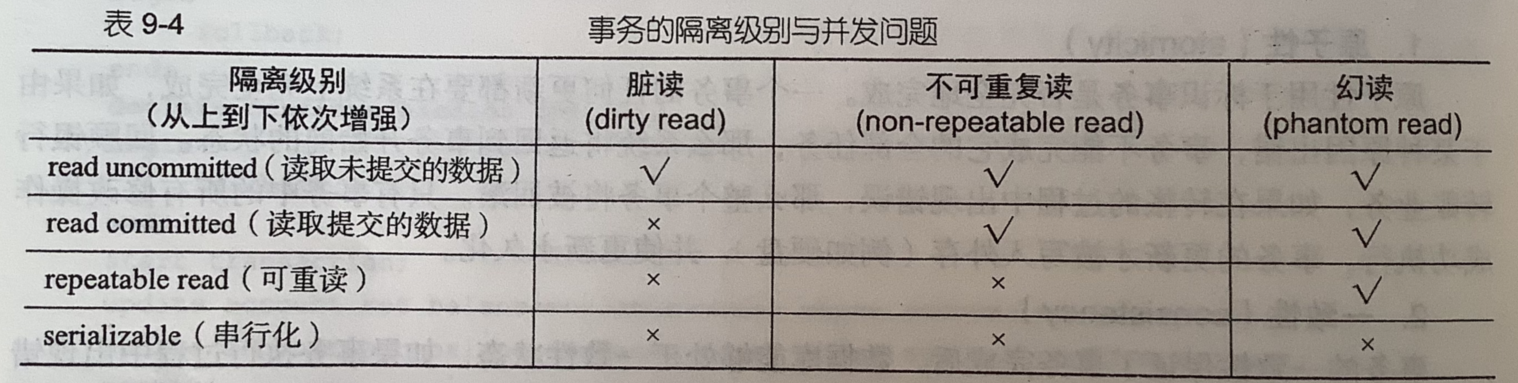 表 9-4 事务的隔离级别与并发问题
隔离级别 脏读 不可重复读 幻读
（从上到下依次增强） (dirty read) (non-repeatable read) (phantom read)
read uncommitted（读取未提交的数据） √ √ √
read committed（读取提交的数据） × √ √
repeatable read（可重读） × × √
serializable（串行化） × × ×